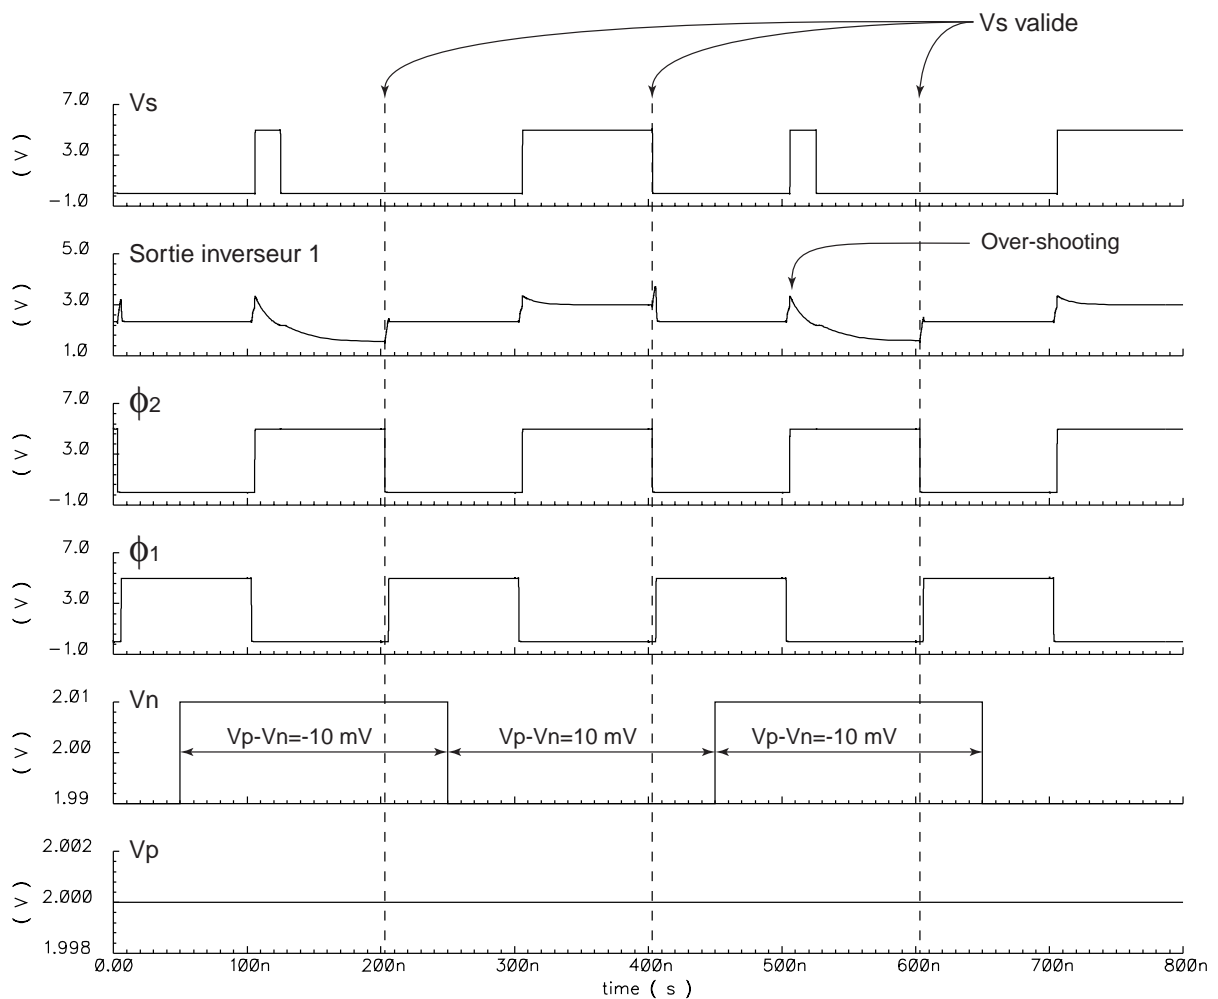 Vs valide
7.0
Vs
( V )
3.0
-1.0
5.0
Sortie inverseur 1
Over-shooting
( V )
3.0
1.0
7.0
ϕ2
( V )
3.0
-1.0
7.0
ϕ1
( V )
3.0
-1.0
2.01
Vn
( V )
2.00
Vp-Vn=-10 mV
Vp-Vn=10 mV
Vp-Vn=-10 mV
1.99
2.002
Vp
( V )
2.000
1.998
0.00 100n 200n 300n 400n 500n 600n 700n 800n
time ( s )